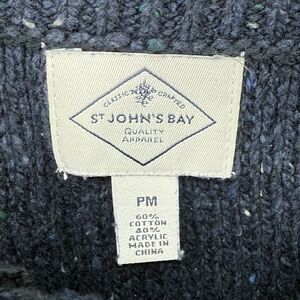 CLASSIC CRAFTED
ST JOHN'S BAY
QUALITY
APPAREL
PM
60%
COTTON
40%
ACRYLIC
MADE IN
CHINA